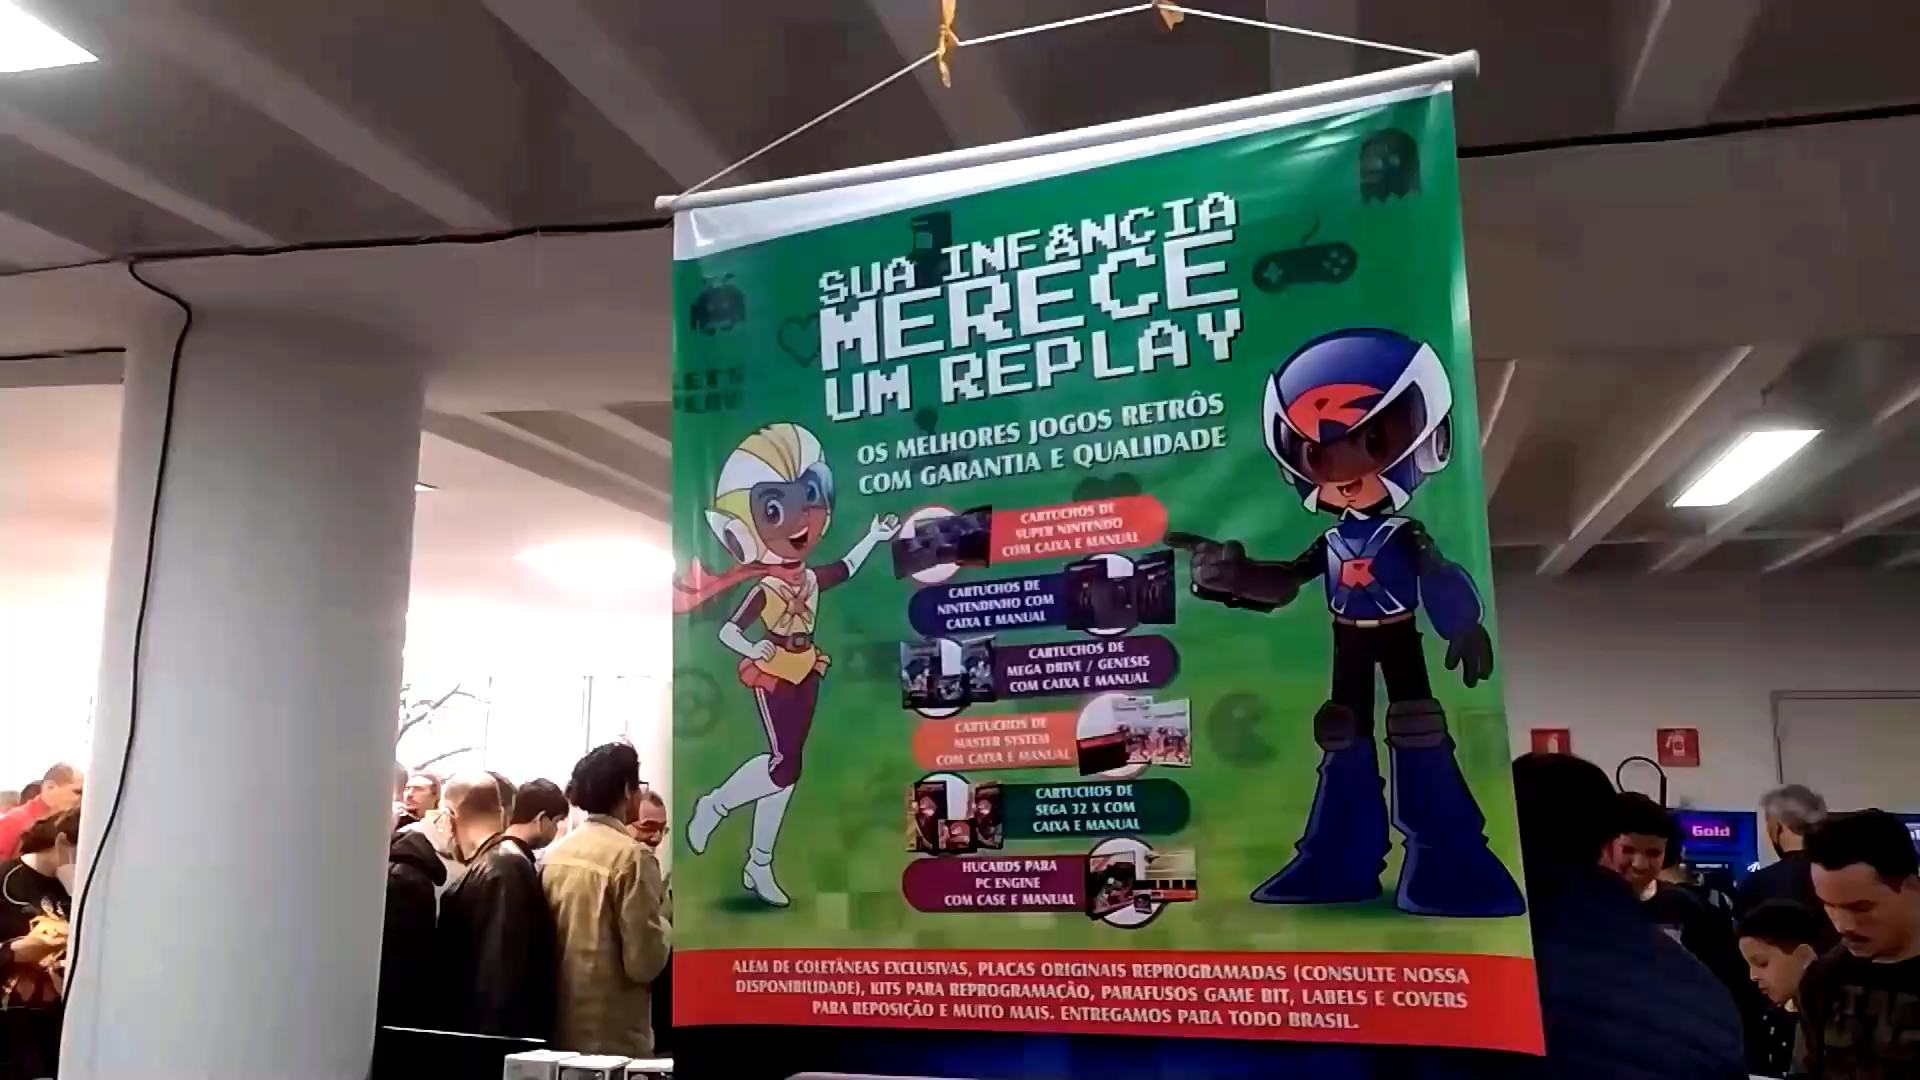 SUA INFÂNCIA
MERECE
UM REPLAY
LET'S
PLAY
OS MELHORES JOGOS RETRÔS
COM GARANTIA E QUALIDADE
CARTUCHOS DE
SUPER NINTENDO
COM CAIXA E MANUAL
CARTUCHOS DE
NINTENDINHO COM
CAIXA E MANUAL
CARTUCHOS DE
MEGA DRIVE / GENESIS
COM CAIXA E MANUAL
CARTUCHOS DE
MASTER SYSTEM
COM CAIXA E MANUAL
CARTUCHOS DE
SEGA 32 X COM
CAIXA E MANUAL
HUCARDS PARA
PC ENGINE
COM CASE E MANUAL
R
R
ALEM DE COLETÂNEAS EXCLUSIVAS, PLACAS ORIGINAIS REPROGRAMADAS (CONSULTE NOSSA
DISPONIBILIDADE), KITS PARA REPROGRAMAÇÃO, PARAFUSOS GAME BIT, LABELS E COVERS
PARA REPOSIÇÃO E MUITO MAIS. ENTREGAMOS PARA TODO BRASIL.
Gold